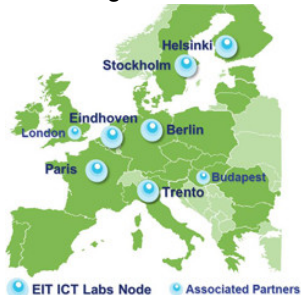 Helsinki
Stockholm
Eindhoven
London
Berlin
Paris
Budapest
Trento
EIT ICT Labs Node
Associated Partners